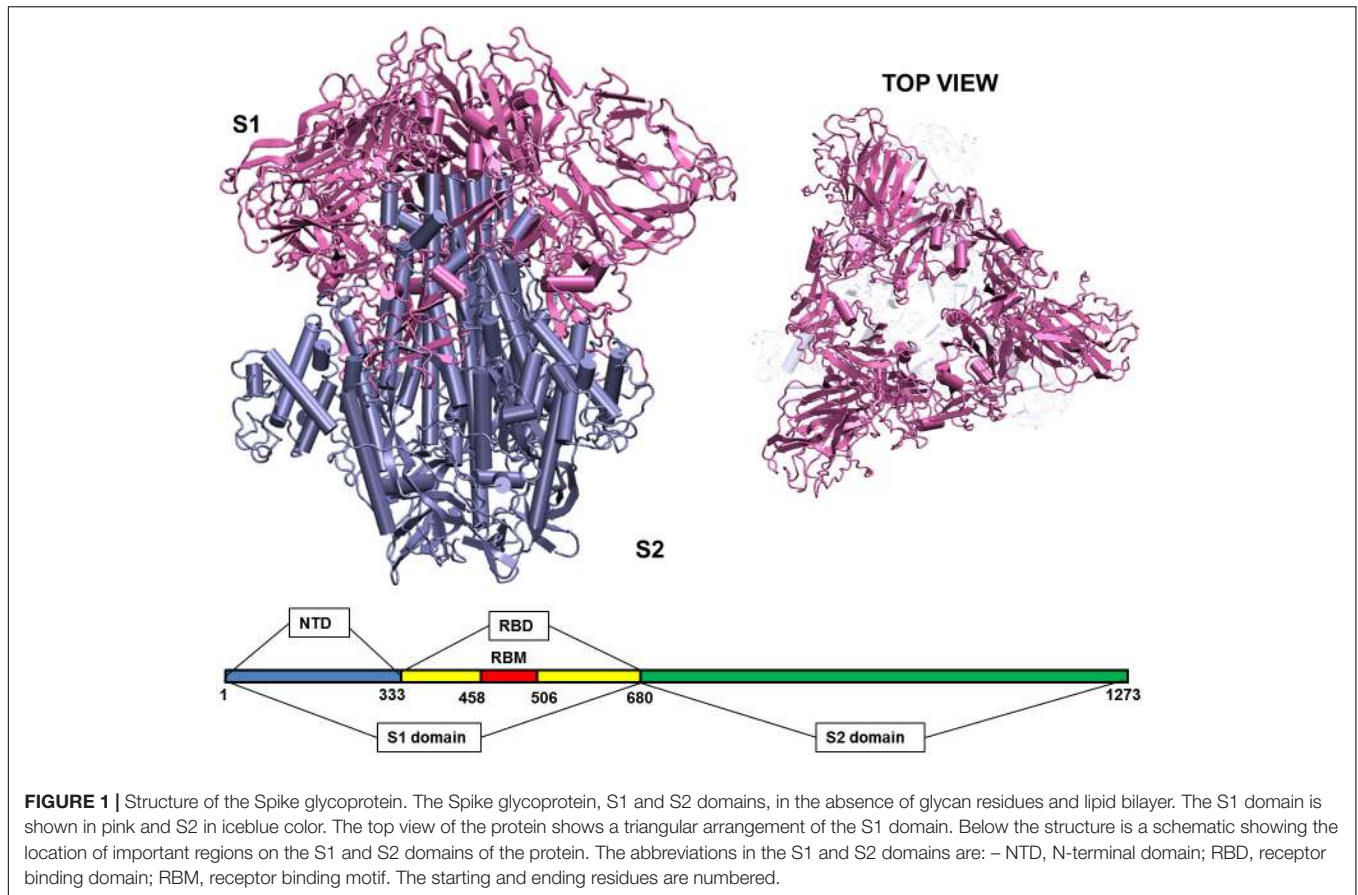 S1
TOP VIEW
S2
NTD
RBD
RBM
1
333
458
506
680
1273
S1 domain
S2 domain
FIGURE 1 | Structure of the Spike glycoprotein. The Spike glycoprotein, S1 and S2 domains, in the absence of glycan residues and lipid bilayer. The S1 domain is
shown in pink and S2 in iceblue color. The top view of the protein shows a triangular arrangement of the S1 domain. Below the structure is a schematic showing the
location of important regions on the S1 and S2 domains of the protein. The abbreviations in the S1 and S2 domains are: – NTD, N-terminal domain; RBD, receptor
binding domain; RBM, receptor binding motif. The starting and ending residues are numbered.